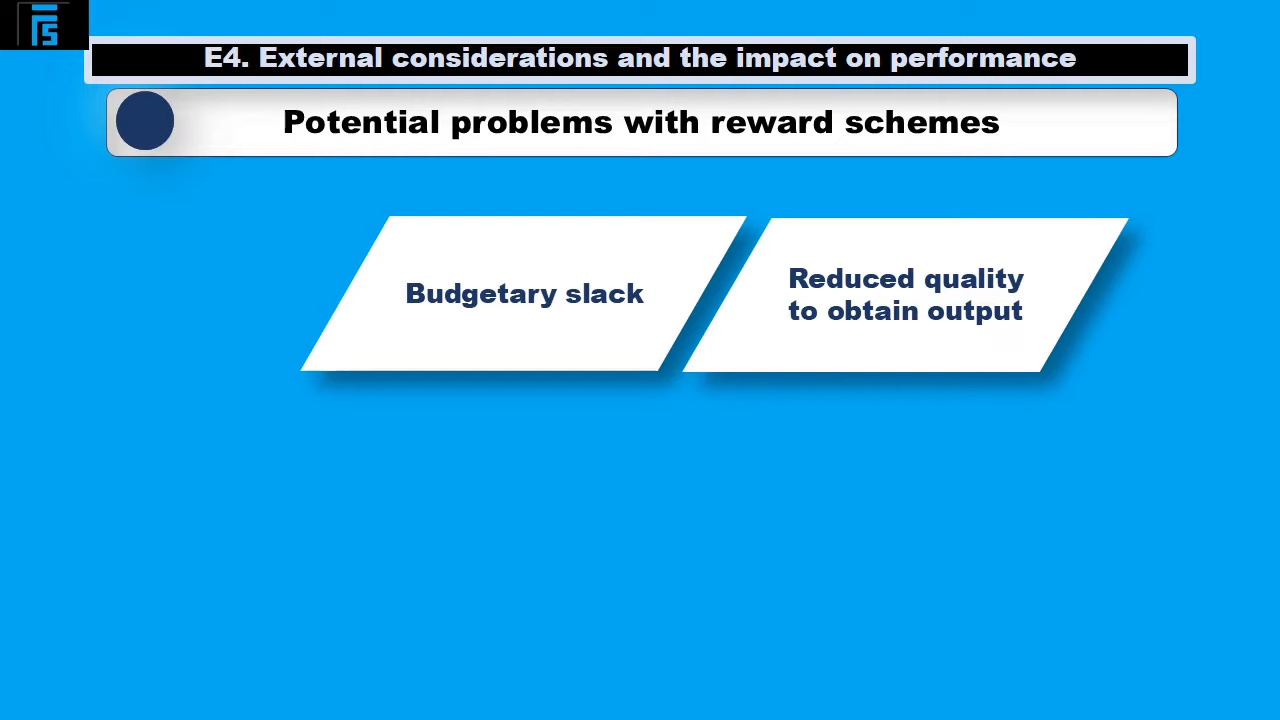 E4. External considerations and the impact on performance
Potential problems with reward schemes
Budgetary slack
Reduced quality
to obtain output